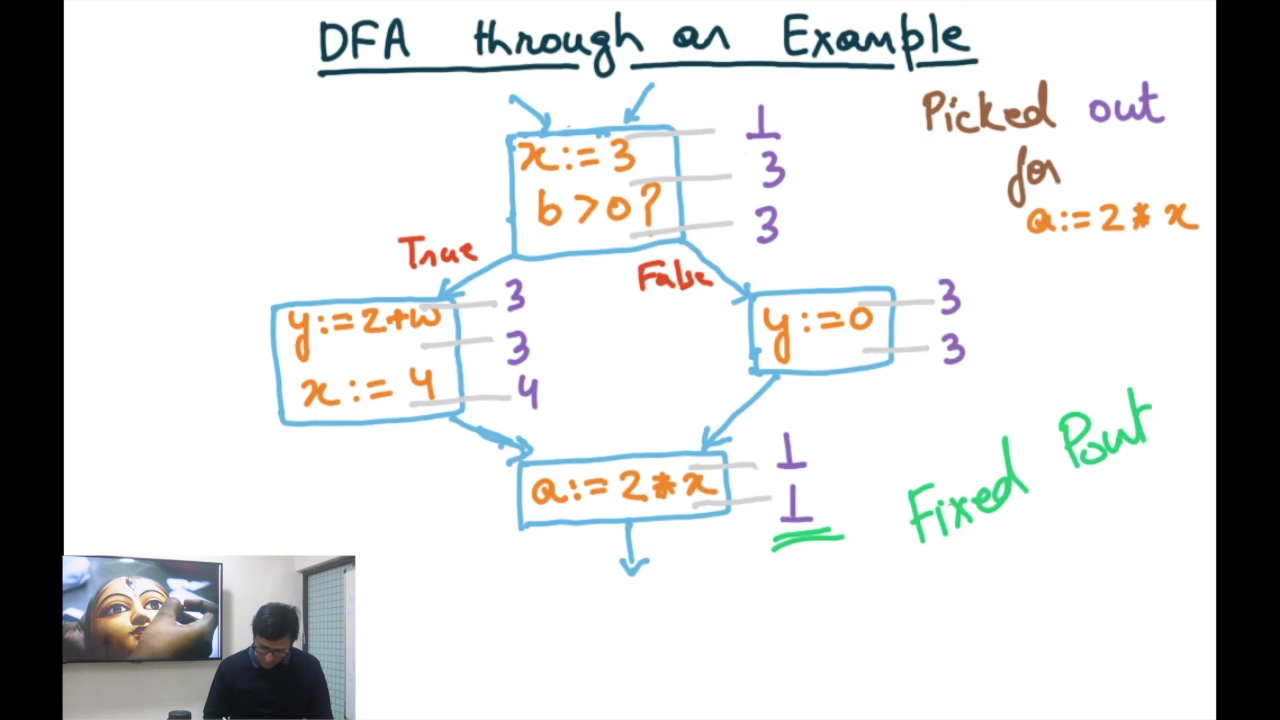 DFA through an Example
Picked out
for
a := 2 * x
x := 3
b > 0 ?
⊥
3
3
True
False
y := z + w
x := 4
3
3
4
y := 0
3
3
a := 2 * x
⊥
⊥
Fixed Point